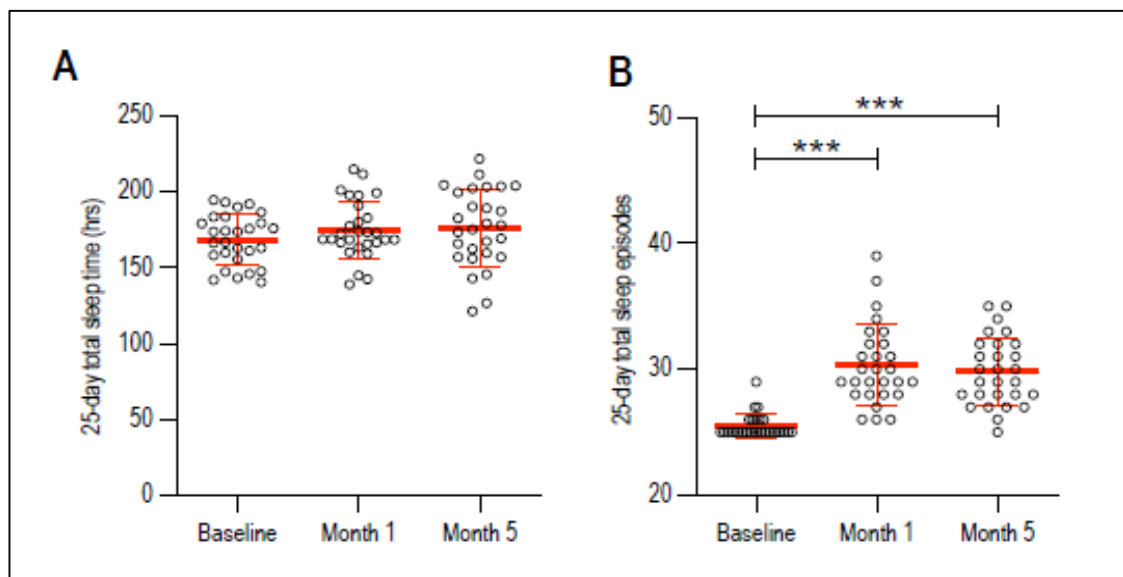 A
25-day total sleep time (hrs)
250
200
150
100
50
0
Baseline Month 1 Month 5
B
25-day total sleep episodes
50
40
30
20
***
***
Baseline Month 1 Month 5